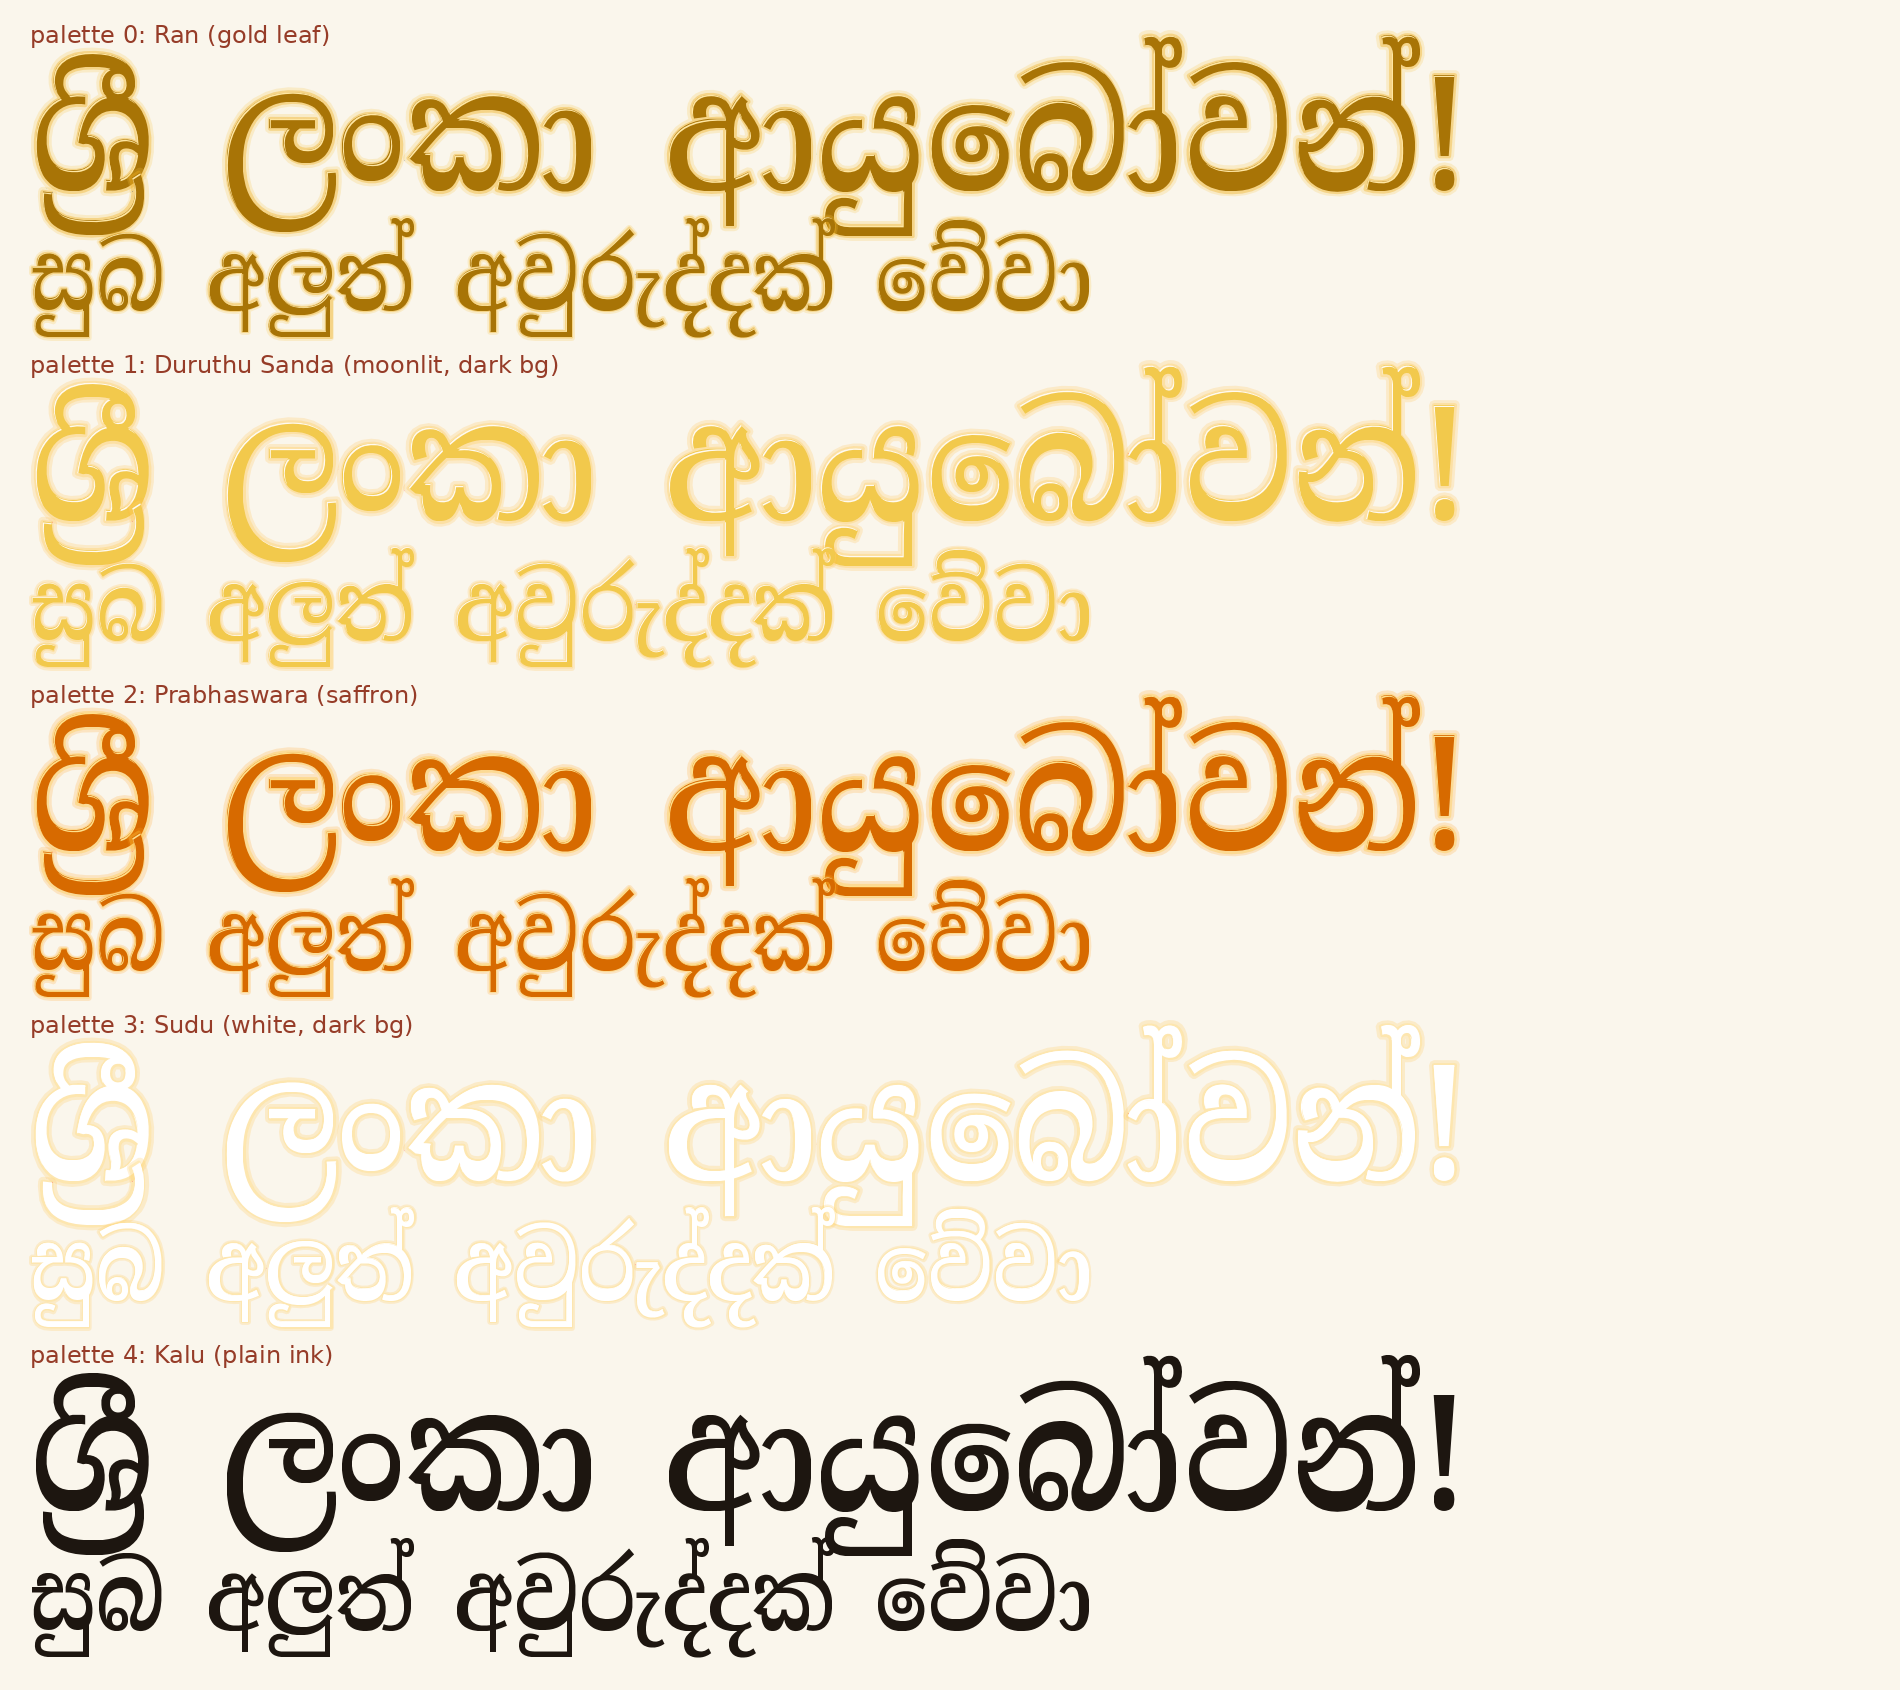 palette 0: Ran (gold leaf)
ශ්‍රී ලංකා ආයුබෝවන්!
සුබ අලුත් අවුරුද්දක් වේවා
palette 1: Duruthu Sanda (moonlit, dark bg)
ශ්‍රී ලංකා ආයුබෝවන්!
සුබ අලුත් අවුරුද්දක් වේවා
palette 2: Prabhaswara (saffron)
ශ්‍රී ලංකා ආයුබෝවන්!
සුබ අලුත් අවුරුද්දක් වේවා
palette 3: Sudu (white, dark bg)
ශ්‍රී ලංකා ආයුබෝවන්!
සුබ අලුත් අවුරුද්දක් වේවා
palette 4: Kalu (plain ink)
ශ්‍රී ලංකා ආයුබෝවන්!
සුබ අලුත් අවුරුද්දක් වේවා